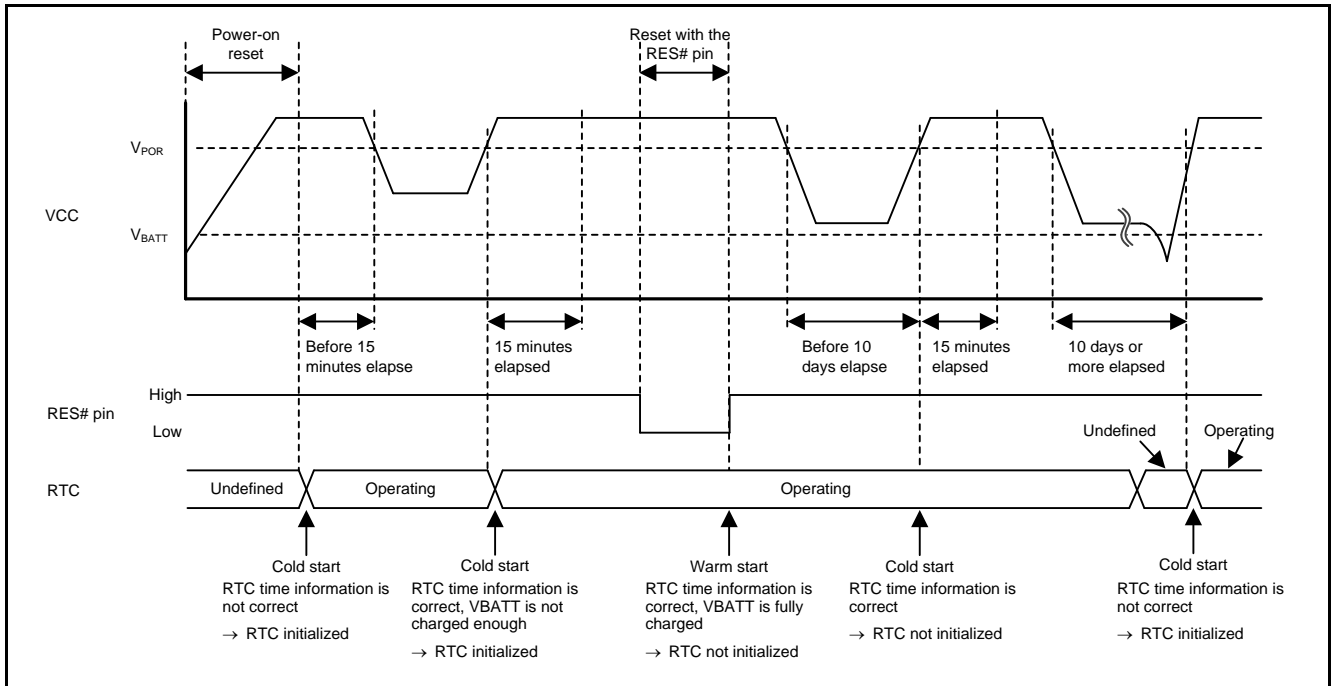 Power-on
reset
Reset with the
RES# pin
VPOR
VCC
VBATT
Before 15
minutes elapse
15 minutes
elapsed
Before 10
days elapse
15 minutes
elapsed
10 days or
more elapsed
High
RES# pin
Low
Undefined
Operating
RTC
Undefined
Operating
Operating
Cold start
RTC time information is
not correct
→ RTC initialized
Cold start
RTC time information is
correct, VBATT is not
charged enough
→ RTC initialized
Warm start
RTC time information is
correct, VBATT is fully
charged
→ RTC not initialized
Cold start
RTC time information is
correct
→ RTC not initialized
Cold start
RTC time information is
not correct
→ RTC initialized